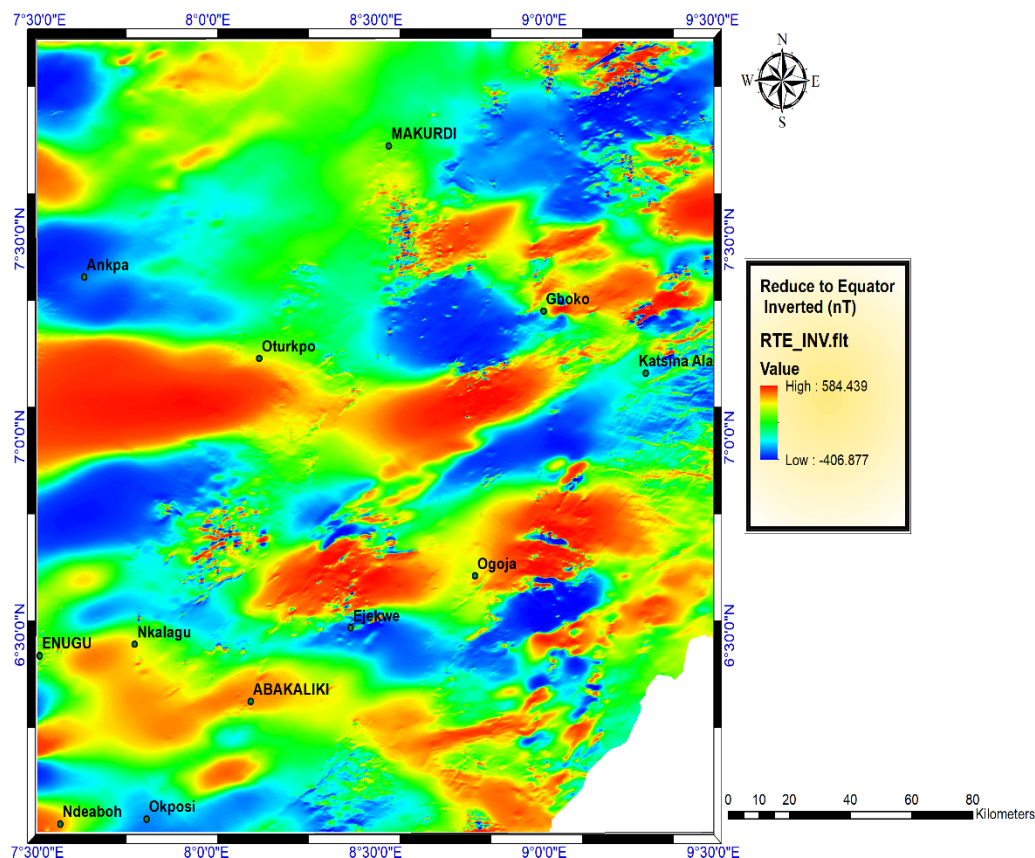 7°30'0"E 8°0'0"E 8°30'0"E 9°0'0"E 9°30'0"E
N
W E
S
MAKURDI
7°30'0"N 7°30'0"N
Ankpa
Reduce to Equator
Inverted (nT)
Gboko
RTE_INV.flt
Oturkpo
Katsina Ala
Value
High : 584.439
7°0'0"N 7°0'0"N
Low : -406.877
Ogoja
Ejekwe
6°30'0"N 6°30'0"N
Nkalagu
ENUGU
ABAKALIKI
Ndeaboh
Okposi
0 5 10 20 40 60 80
Kilometers
7°30'0"E 8°0'0"E 8°30'0"E 9°0'0"E 9°30'0"E